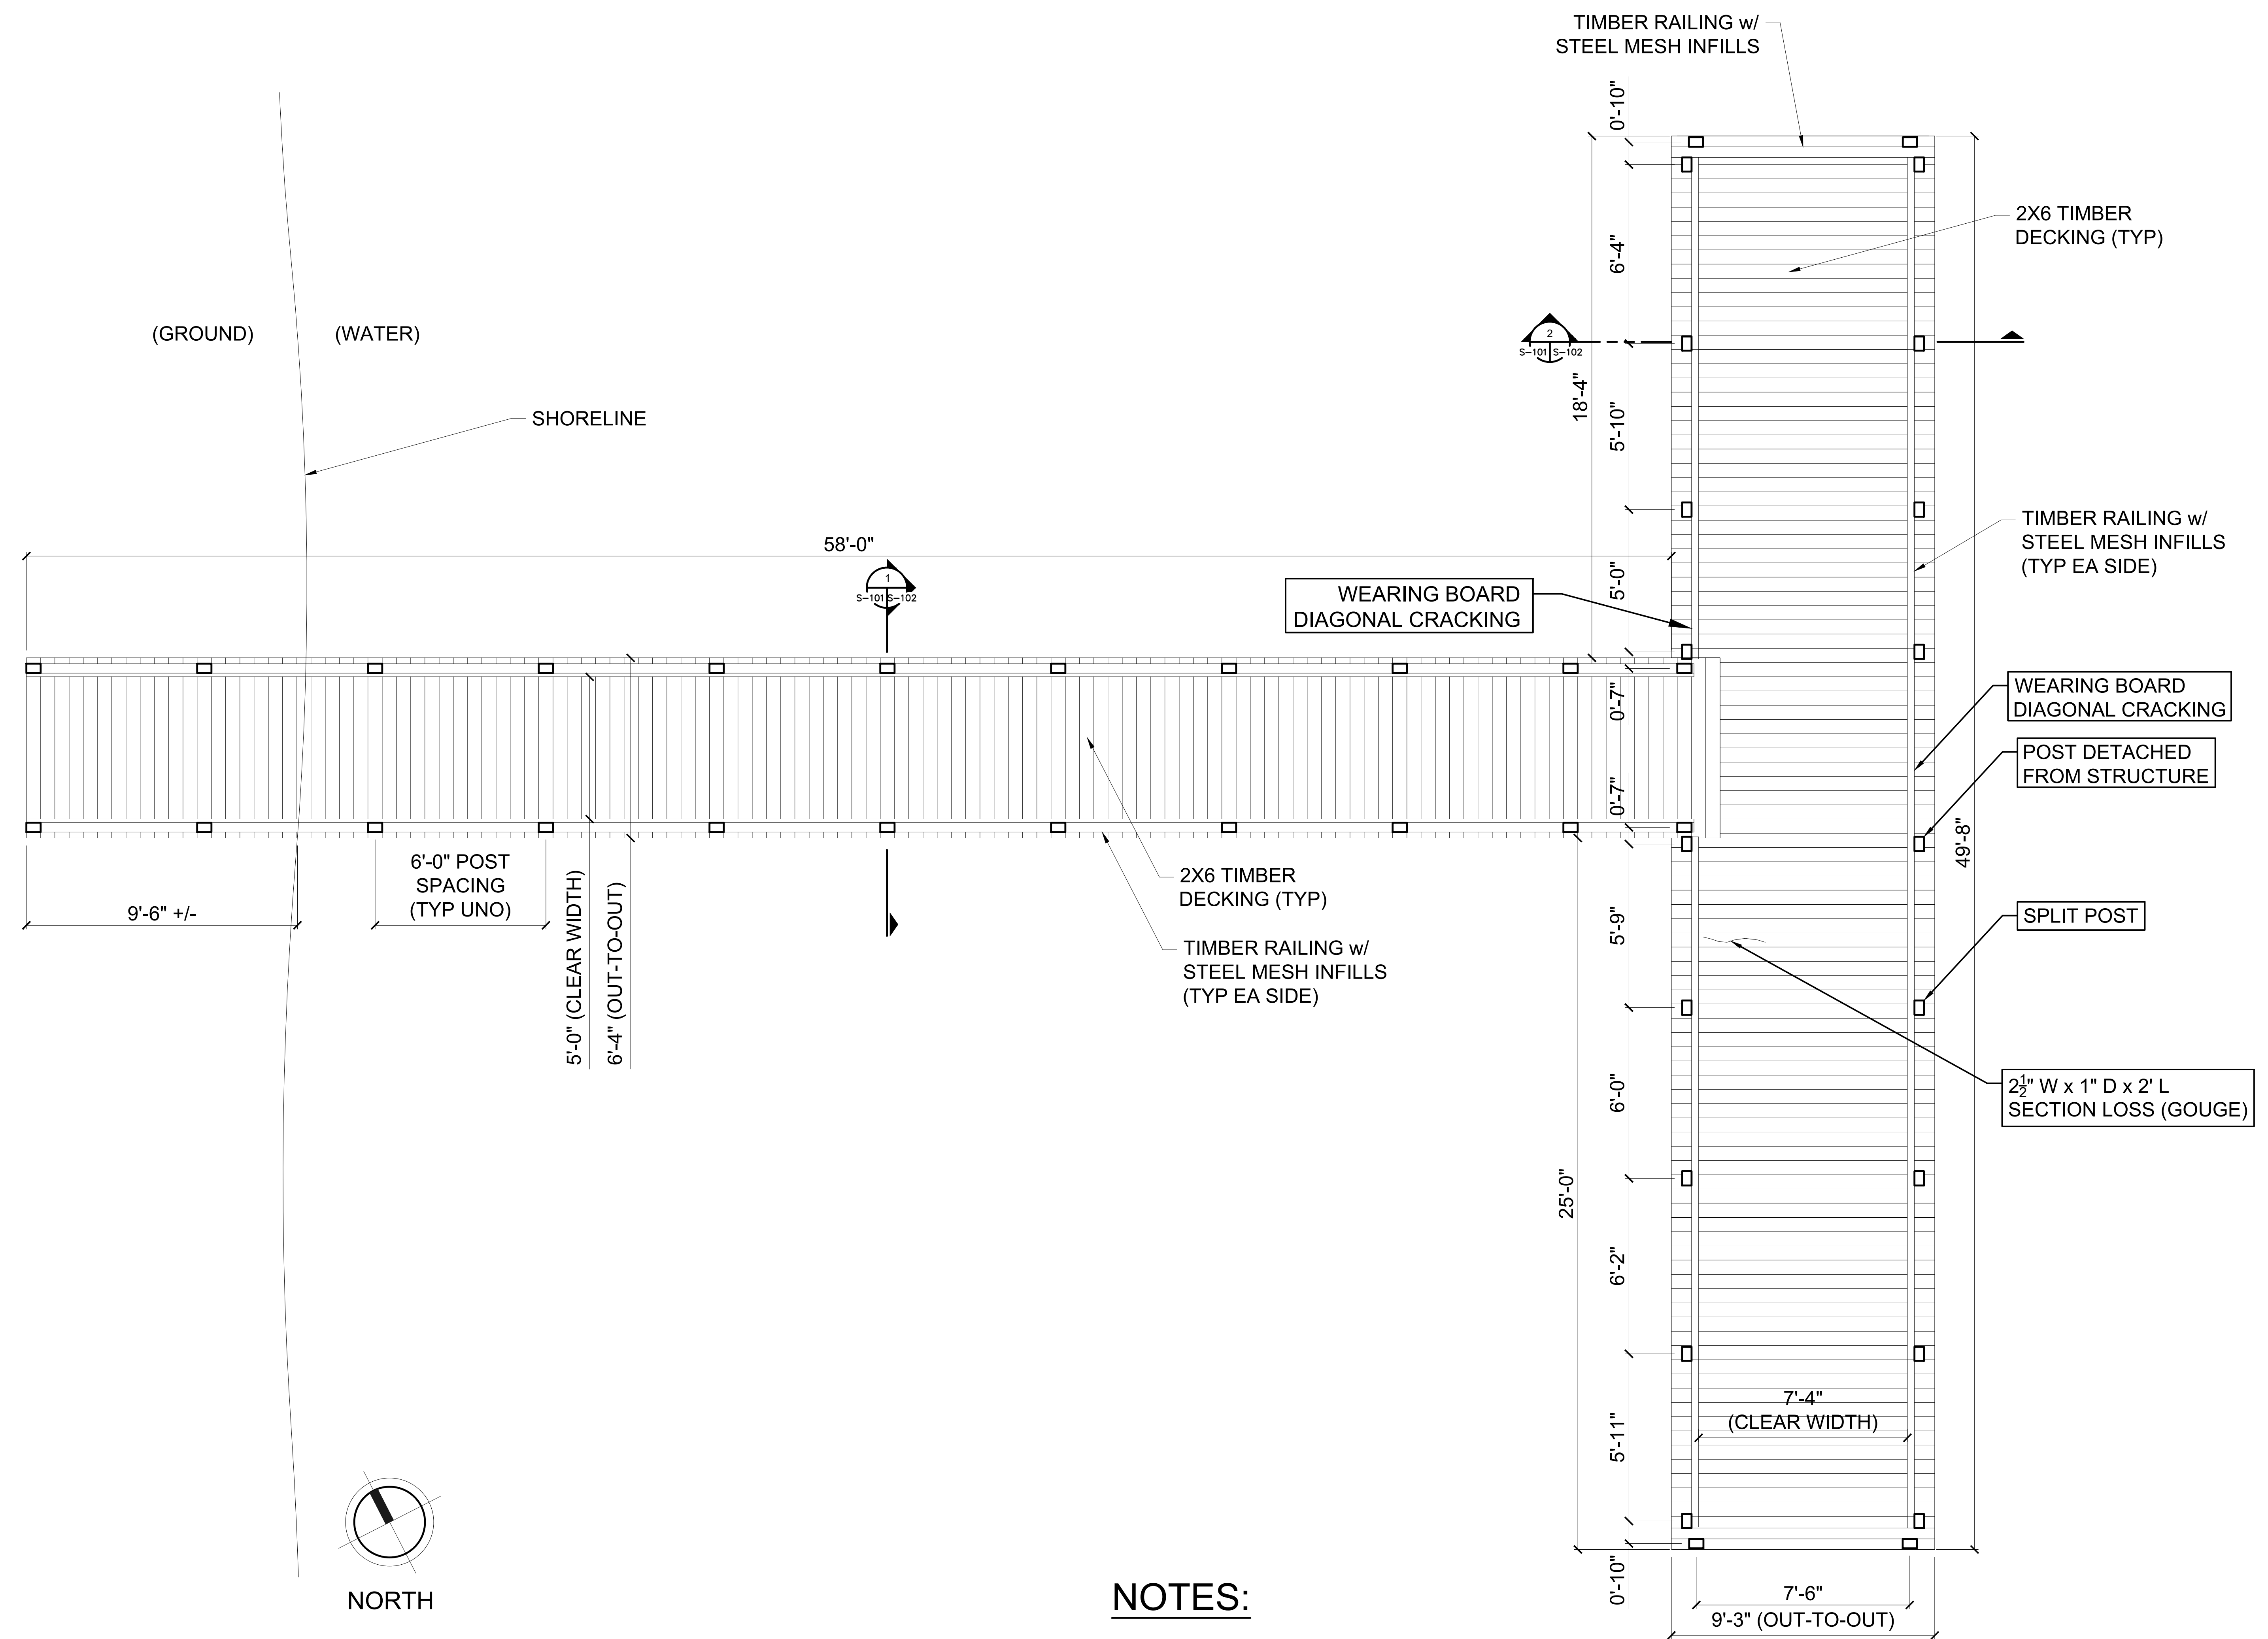 TIMBER RAILING w/
STEEL MESH INFILLS
0'-10"
2X6 TIMBER
DECKING (TYP)
6'-4"
(GROUND)
(WATER)
2
S-101
S-102
18'-4"
5'-10"
SHORELINE
TIMBER RAILING w/
STEEL MESH INFILLS
(TYP EA SIDE)
58'-0"
1
S-101
S-102
5'-0"
WEARING BOARD
DIAGONAL CRACKING
0'-7"
WEARING BOARD
DIAGONAL CRACKING
POST DETACHED
FROM STRUCTURE
0'-7"
49'-8"
6'-0" POST
SPACING
(TYP UNO)
9'-6" +/-
5'-0" (CLEAR WIDTH)
6'-4" (OUT-TO-OUT)
2X6 TIMBER
DECKING (TYP)
TIMBER RAILING w/
STEEL MESH INFILLS
(TYP EA SIDE)
5'-9"
SPLIT POST
6'-0"
2½" W x 1" D x 2' L
SECTION LOSS (GOUGE)
25'-0"
6'-2"
7'-4"
(CLEAR WIDTH)
5'-11"
0'-10"
7'-6"
9'-3" (OUT-TO-OUT)
NORTH
NOTES: